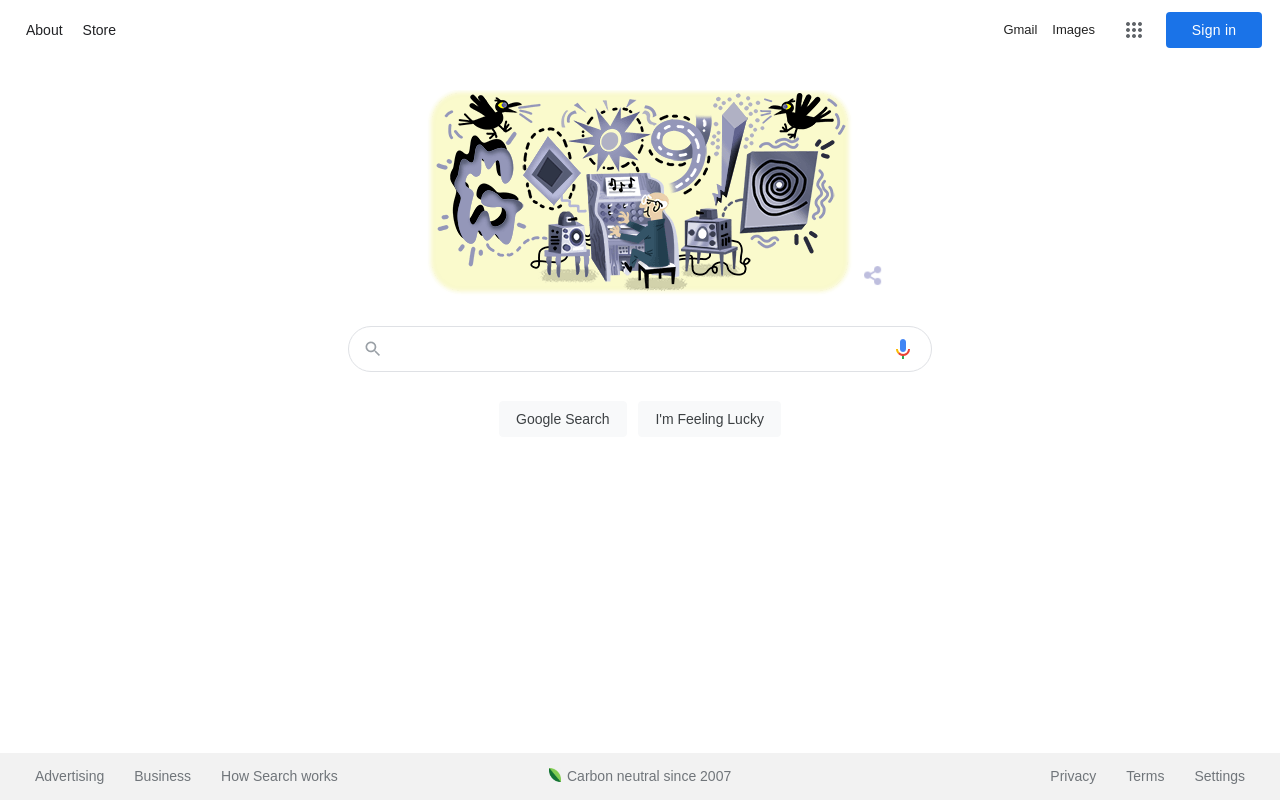 About Store Gmail Images Sign in
Google Search I'm Feeling Lucky
Advertising Business How Search works Carbon neutral since 2007 Privacy Terms Settings